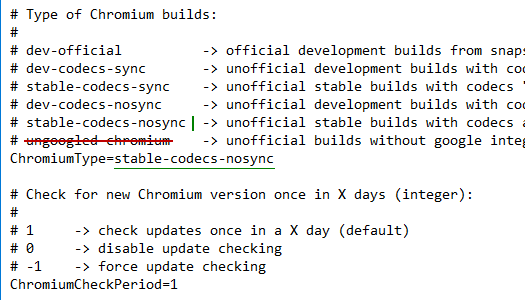 # Type of Chromium builds:
#
# dev-official -> official development builds from snaps
# dev-codecs-sync -> unofficial development builds with cod
# stable-codecs-sync -> unofficial stable builds with codecs
# dev-codecs-nosync -> unofficial development builds with cod
# stable-codecs-nosync -> unofficial stable builds with codecs a
# ungoogled-chromium -> unofficial builds without google integ
ChromiumType=stable-codecs-nosync
# Check for new Chromium version once in X days (integer):
#
# 1 -> check updates once in a X day (default)
# 0 -> disable update checking
# -1 -> force update checking
ChromiumCheckPeriod=1